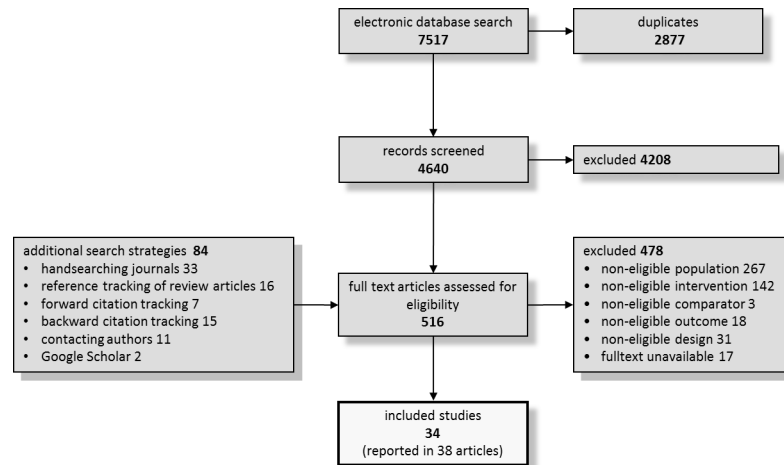 electronic database search
7517
duplicates
2877
records screened
4640
excluded 4208
additional search strategies 84
• handsearching journals 33
• reference tracking of review articles 16
• forward citation tracking 7
• backward citation tracking 15
• contacting authors 11
• Google Scholar 2
full text articles assessed for
eligibility
516
excluded 478
• non-eligible population 267
• non-eligible intervention 142
• non-eligible comparator 3
• non-eligible outcome 18
• non-eligible design 31
• fulltext unavailable 17
included studies
34
(reported in 38 articles)